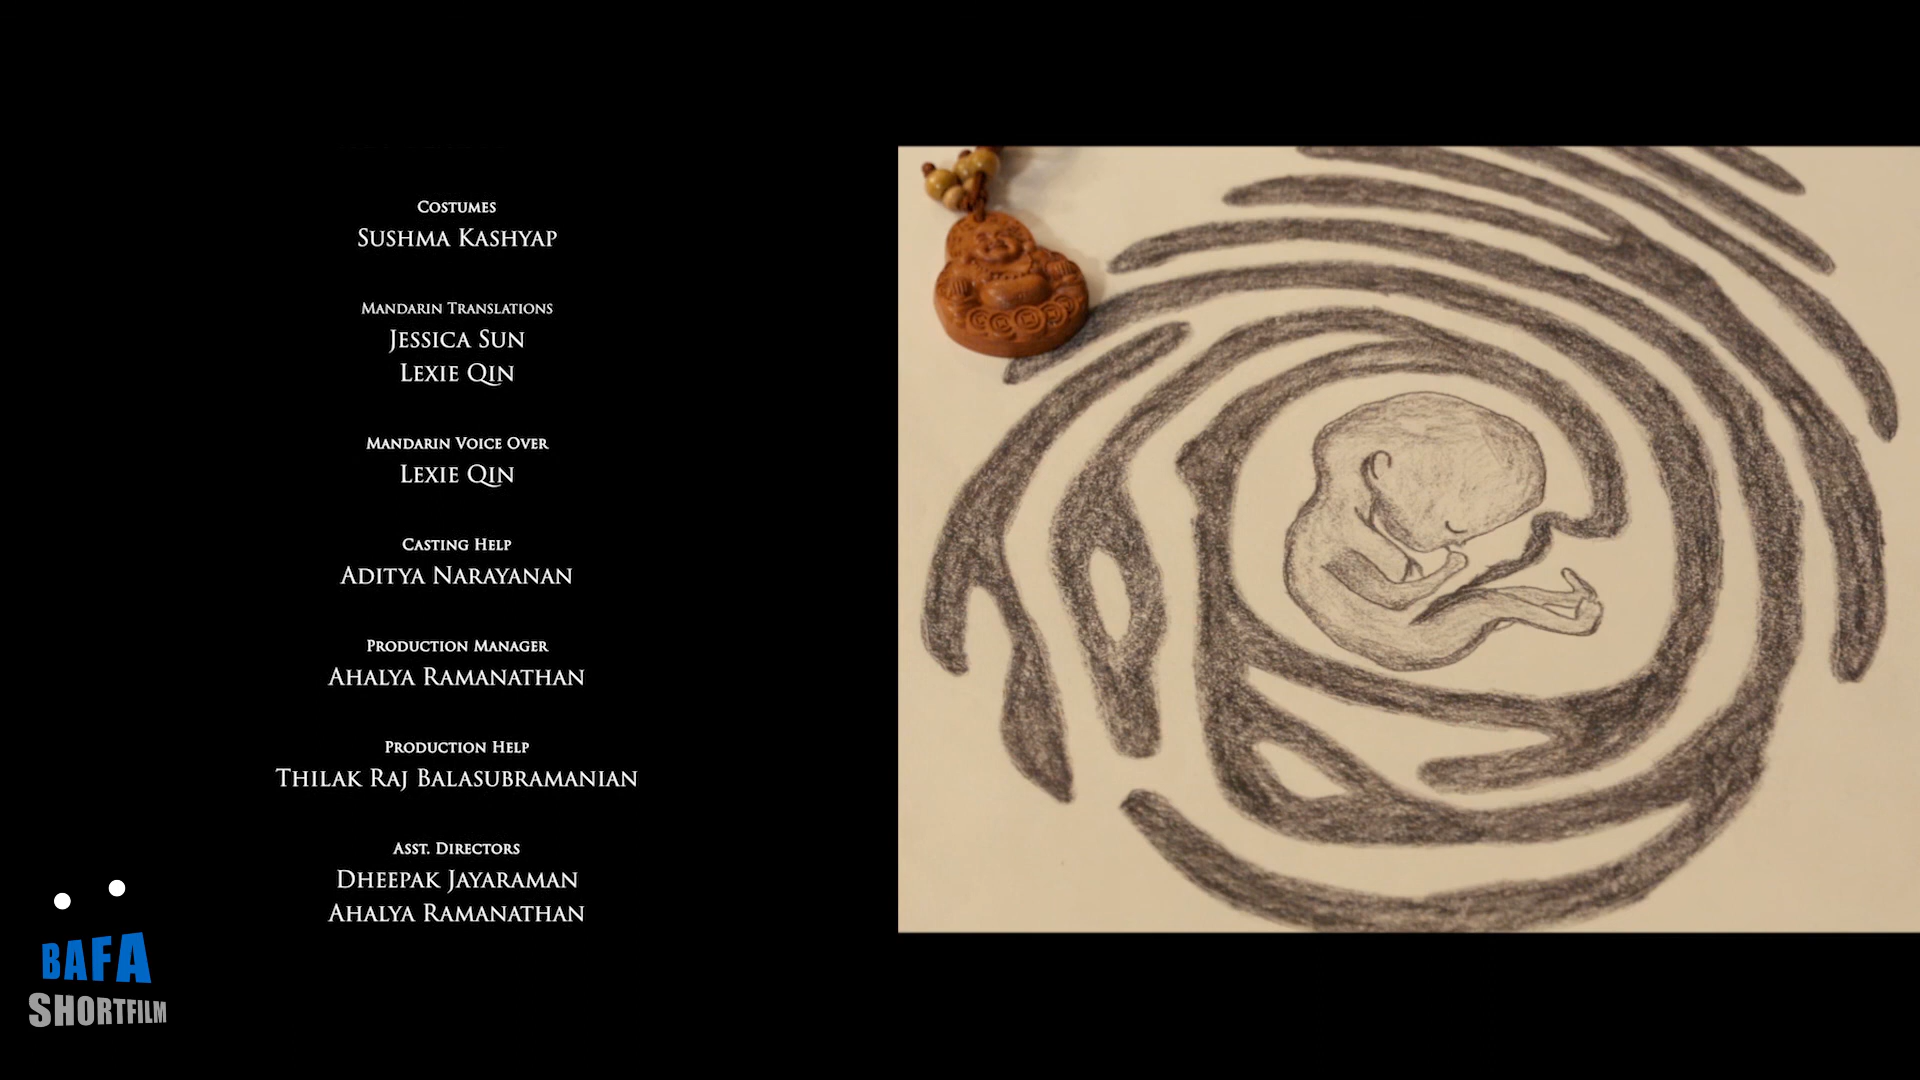 Costumes
Sushma Kashyap
Mandarin Translations
Jessica Sun
Lexie Qin
Mandarin Voice Over
Lexie Qin
Casting Help
Aditya Narayanan
Production Manager
Ahalya Ramanathan
Production Help
Thilak Raj Balasubramanian
Asst. Directors
Dheepak Jayaraman
Ahalya Ramanathan
BAFA
SHORTFILM